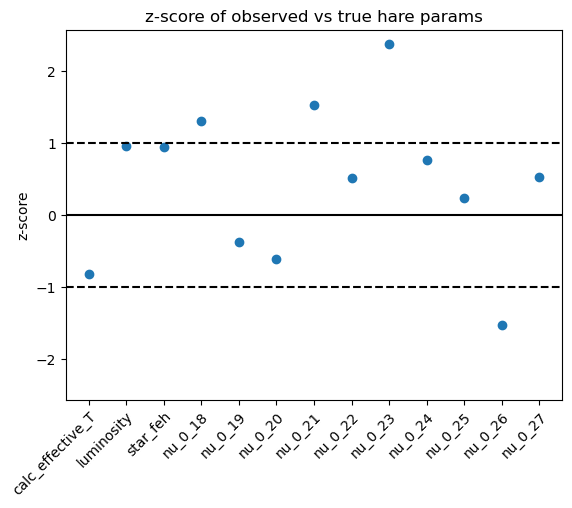 z-score of observed vs true hare params
z-score
2
1
0
−1
−2
calc_effective_T
luminosity
star_feh
nu_0_18
nu_0_19
nu_0_20
nu_0_21
nu_0_22
nu_0_23
nu_0_24
nu_0_25
nu_0_26
nu_0_27